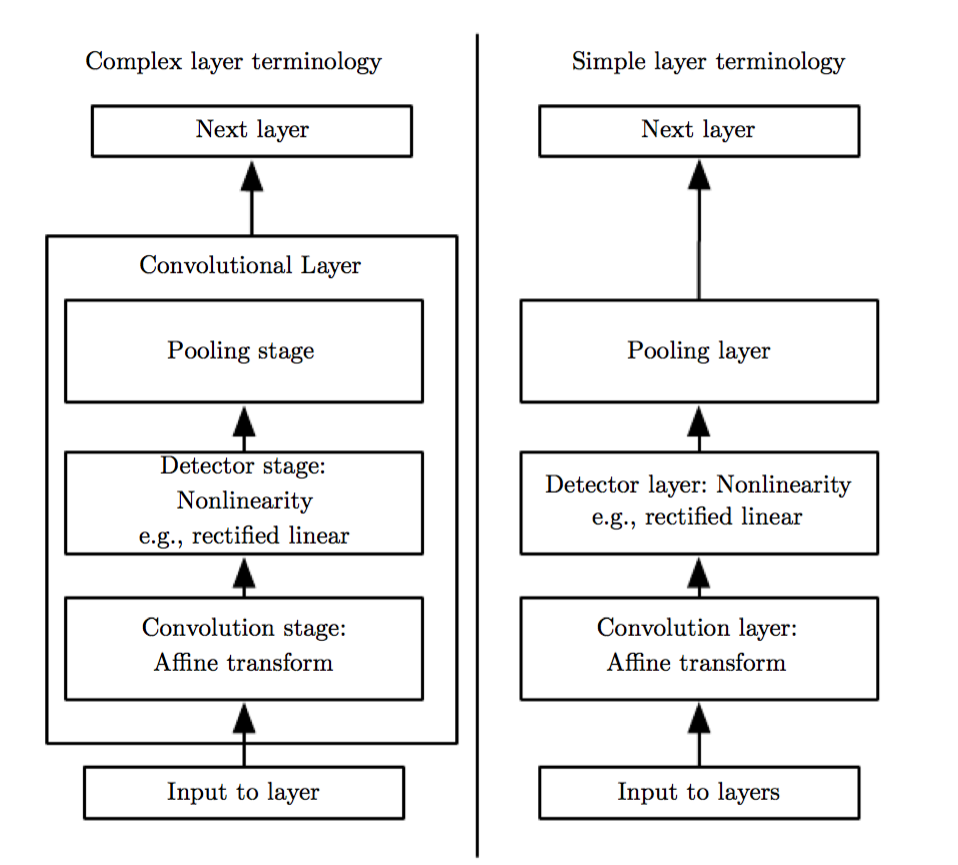 Complex layer terminology
Next layer
Convolutional Layer
Pooling stage
Detector stage:
Nonlinearity
e.g., rectified linear
Convolution stage:
Affine transform
Input to layer
Simple layer terminology
Next layer
Pooling layer
Detector layer: Nonlinearity
e.g., rectified linear
Convolution layer:
Affine transform
Input to layers